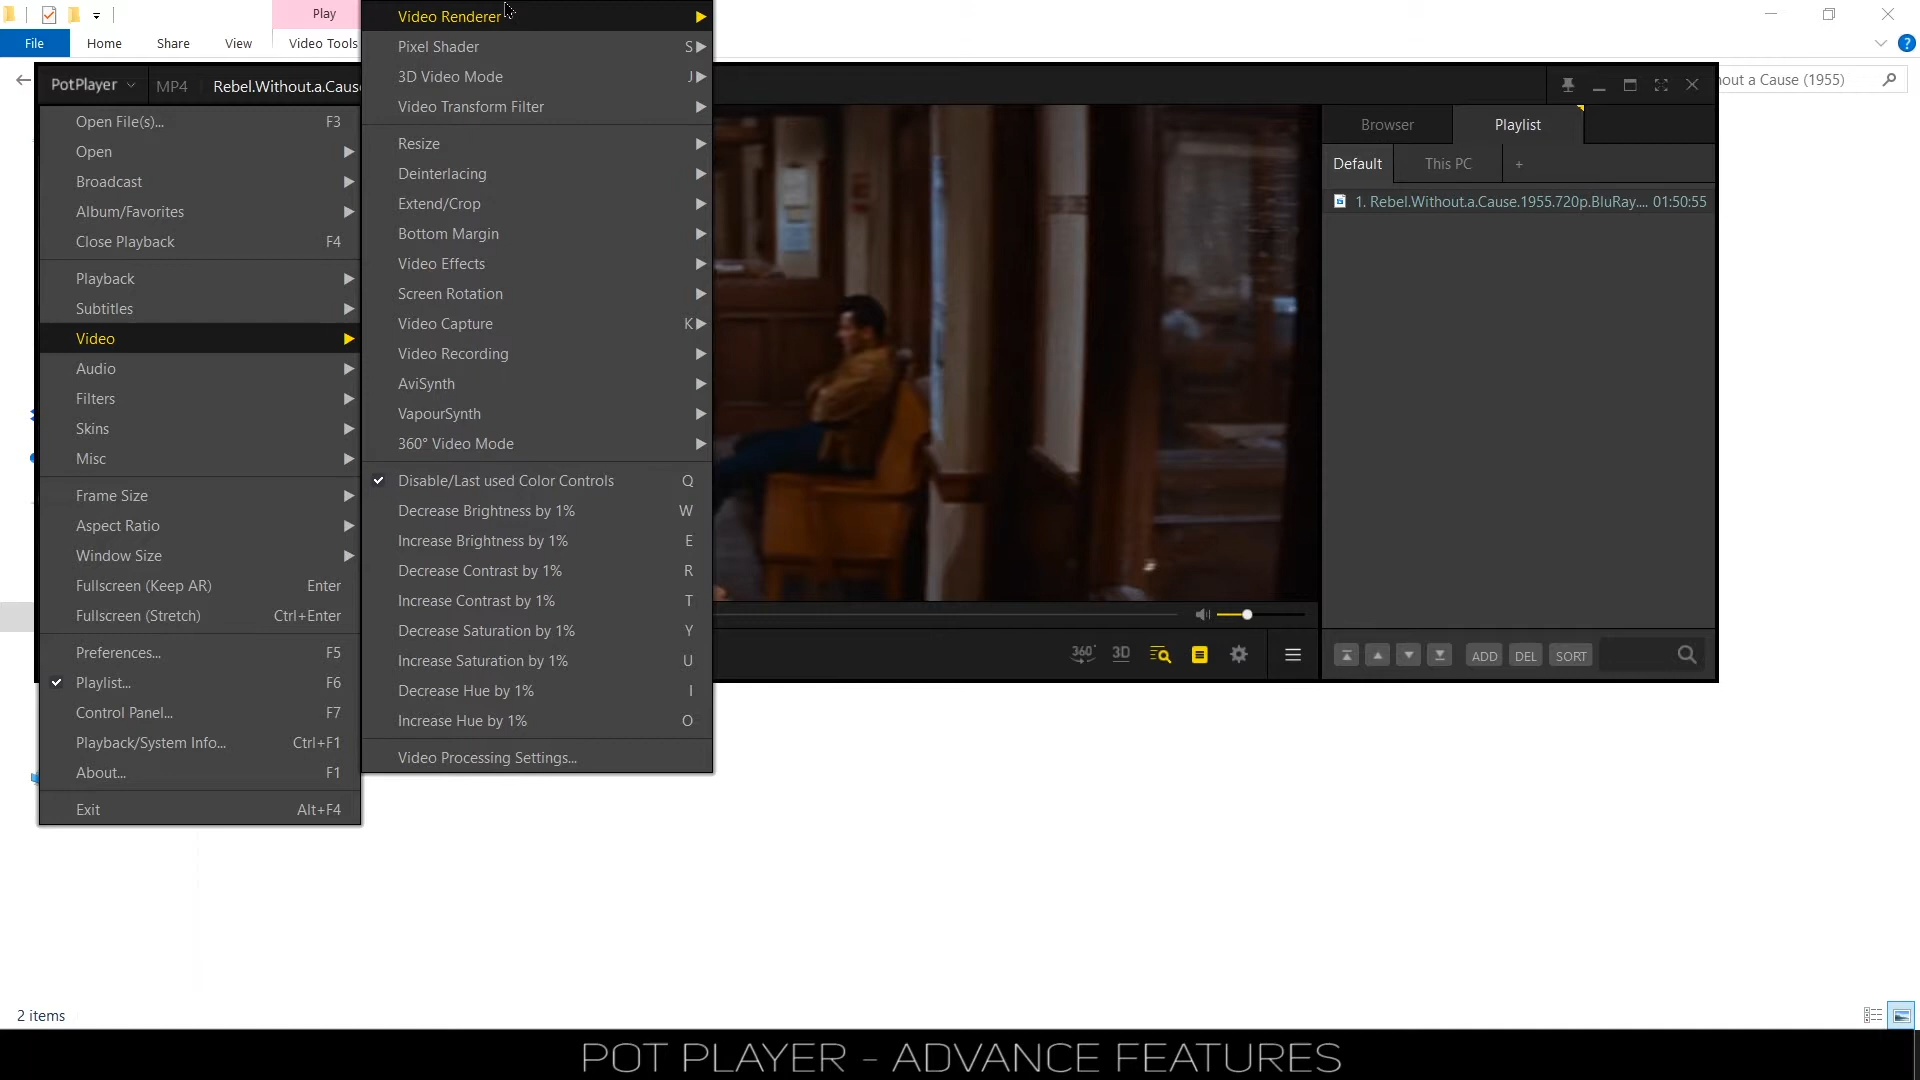 Play
File
Home
Share
View
Video Tools
PotPlayer
MP4
Rebel.Without.a.Caus
out a Cause (1955)
Open File(s)... F3
Open
Broadcast
Album/Favorites
Close Playback F4
Playback
Subtitles
Video
Audio
Filters
Skins
Misc
Frame Size
Aspect Ratio
Window Size
Fullscreen (Keep AR) Enter
Fullscreen (Stretch) Ctrl+Enter
Preferences... F5
Playlist... F6
Control Panel... F7
Playback/System Info... Ctrl+F1
About... F1
Exit Alt+F4
Video Renderer
Pixel Shader S
3D Video Mode J
Video Transform Filter
Resize
Deinterlacing
Extend/Crop
Bottom Margin
Video Effects
Screen Rotation
Video Capture K
Video Recording
AviSynth
VapourSynth
360° Video Mode
Disable/Last used Color Controls Q
Decrease Brightness by 1% W
Increase Brightness by 1% E
Decrease Contrast by 1% R
Increase Contrast by 1% T
Decrease Saturation by 1% Y
Increase Saturation by 1% U
Decrease Hue by 1% I
Increase Hue by 1% O
Video Processing Settings...
Browser
Playlist
Default
This PC
+
1. Rebel.Without.a.Cause.1955.720p.BluRay.... 01:50:55
360°
3D
ADD
DEL
SORT
2 items
POT PLAYER - ADVANCE FEATURES